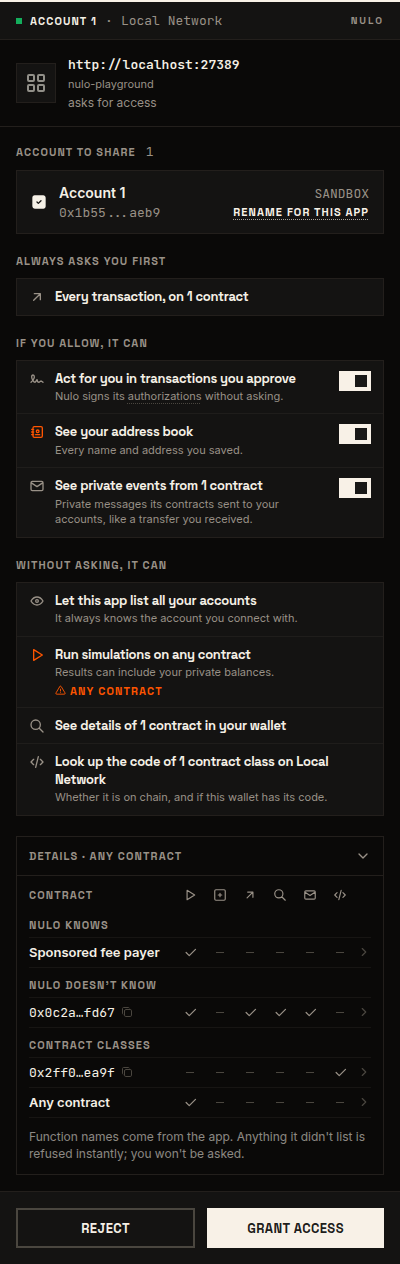 ACCOUNT 1 · Local Network NULO
http://localhost:27389
nulo-playground
asks for access
ACCOUNT TO SHARE 1
Account 1 SANDBOX
0x1b55...aeb9 RENAME FOR THIS APP
ALWAYS ASKS YOU FIRST
Every transaction, on 1 contract
IF YOU ALLOW, IT CAN
Act for you in transactions you approve
Nulo signs its authorizations without asking.
See your address book
Every name and address you saved.
See private events from 1 contract
Private messages its contracts sent to your
accounts, like a transfer you received.
WITHOUT ASKING, IT CAN
Let this app list all your accounts
It always knows the account you connect with.
Run simulations on any contract
Results can include your private balances.
ANY CONTRACT
See details of 1 contract in your wallet
Look up the code of 1 contract class on Local
Network
Whether it is on chain, and if this wallet has its code.
DETAILS · ANY CONTRACT
CONTRACT
NULO KNOWS
Sponsored fee payer
NULO DOESN'T KNOW
0x0c2a…fd67
CONTRACT CLASSES
0x2ff0…ea9f
Any contract
Function names come from the app. Anything it didn't list is
refused instantly; you won't be asked.
REJECT GRANT ACCESS